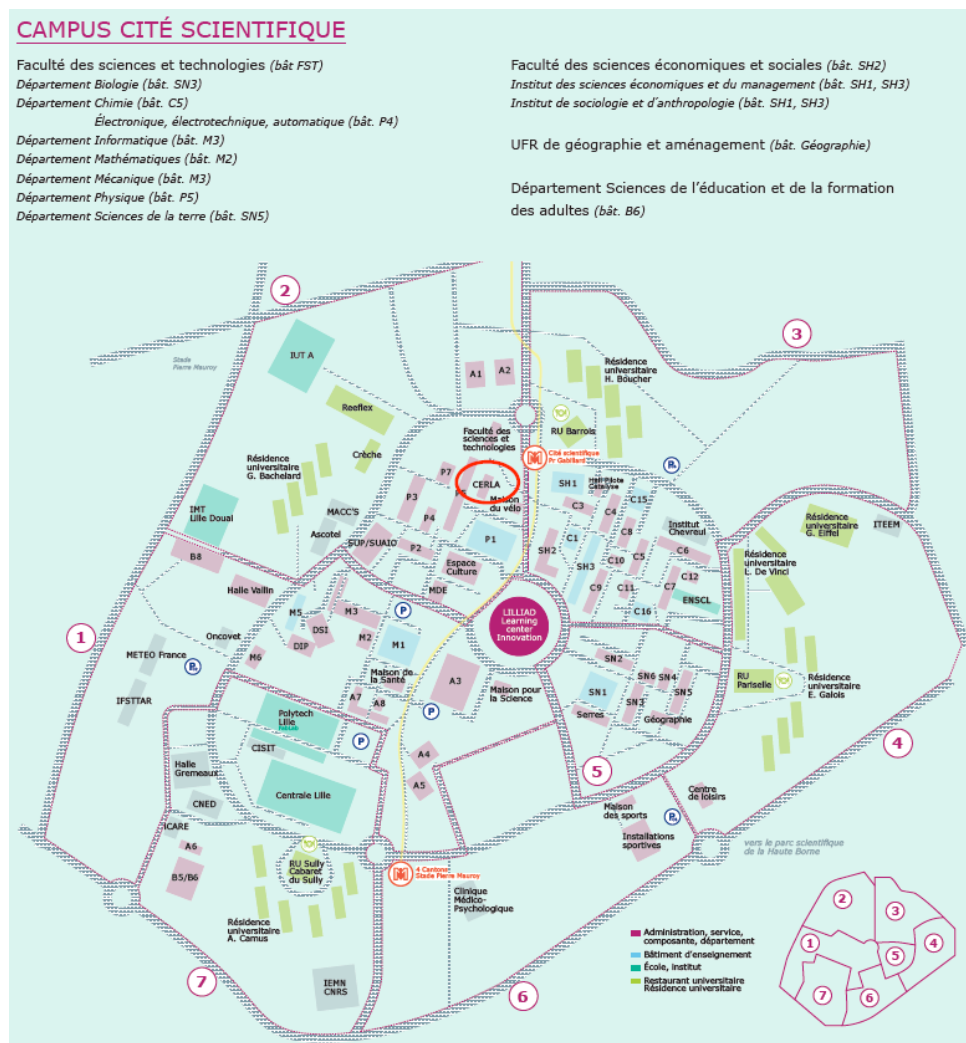 CAMPUS CITÉ SCIENTIFIQUE
Faculté des sciences et technologies (bât FST)
Département Biologie (bât. SN3)
Département Chimie (bât. C5)
Électronique, électrotechnique, automatique (bât. P4)
Département Informatique (bât. M3)
Département Mathématiques (bât. M2)
Département Mécanique (bât. M3)
Département Physique (bât. P5)
Département Sciences de la terre (bât. SN5)
Faculté des sciences économiques et sociales (bât. SH2)
Institut des sciences économiques et du management (bât. SH1, SH3)
Institut de sociologie et d'anthropologie (bât. SH1, SH3)
UFR de géographie et aménagement (bât. Géographie)
Département Sciences de l'éducation et de la formation
des adultes (bât. B6)
2
3
Stade
Pierre Mauroy
IUT A
A1
A2
Résidence
universitaire
H. Boucher
Reeflex
RU Barrois
Faculté des
sciences et
technologies
Crèche
Cité scientifique
Pr Gabillard
Résidence
universitaire
G. Bachelard
P7
CERLA
SH1
Hall Pilote
Catalyse
P3
Maison
du vélo
C3
C4
C15
IMT
Lille Douai
MACC'S
Ascotel
P4
P1
C1
C8
Institut
Chevreul
Résidence
universitaire
G. Eiffel
ITEEM
SUP/SUAIO
P2
SH2
C5
C6
B8
Espace
Culture
SH3
C10
Résidence
universitaire
L. De Vinci
Halle Vallin
MDE
C9
C11
C7
C12
ENSCL
M5
M3
P
C16
DSI
M2
LILLIAD
Learning
center
Innovation
1
Oncovet
DIP
M1
METEO France
M6
SN2
Maison de
la Santé
A3
Maison pour
la Science
SN6
SN4
RU
Pariselle
Résidence
universitaire
E. Galois
IFSTTAR
A7
A8
SN1
SN3
SN5
Polytech
Lille
FabLab
P
Serres
Géographie
CISIT
P
4
Halle
Gremeaux
A4
5
Centrale Lille
A5
Centre
de loisirs
CNED
Maison
des sports
ICARE
Installations
sportives
A6
vers le parc scientifique
de la Haute Borne
RU Sully
Cabaret
du Sully
4 Cantons
Stade Pierre Mauroy
B5/B6
Clinique
Médico-
Psychologique
Résidence
universitaire
A. Camus
7
IEMN
CNRS
6
Administration, service,
composante, département
Bâtiment d'enseignement
École, institut
Restaurant universitaire
Résidence universitaire
2
3
1
4
5
7
6